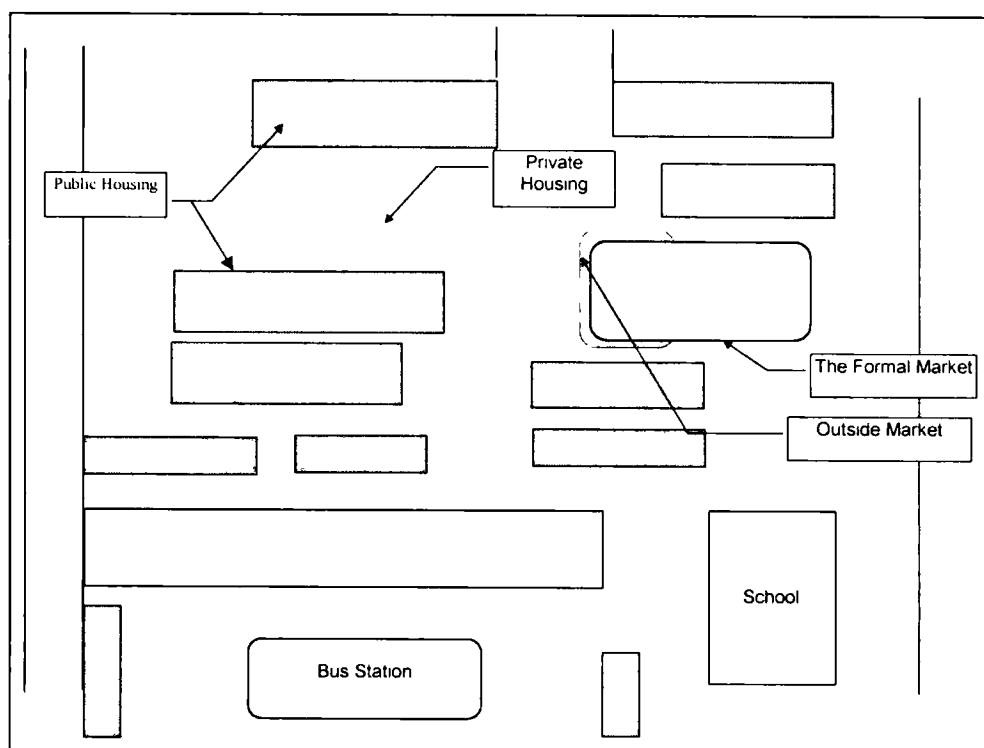 Private
Housing
Public Housing
The Formal Market
Outside Market
School
Bus Station